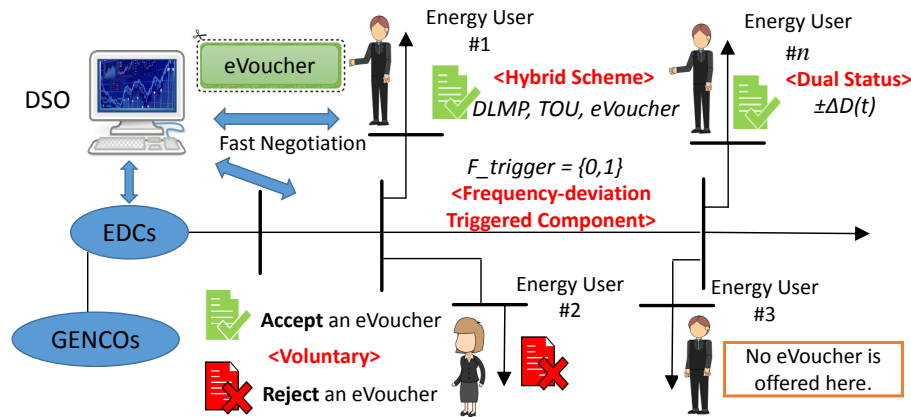 DSO
eVoucher
Fast Negotiation
EDCs
GENCOs
Energy User
#1
<Hybrid Scheme>
DLMP, TOU, eVoucher
Energy User
#n
<Dual Status>
±ΔD(t)
F_trigger = {0,1}
<Frequency-deviation
Triggered Component>
Accept an eVoucher
<Voluntary>
Reject an eVoucher
Energy User
#2
Energy User
#3
No eVoucher is
offered here.